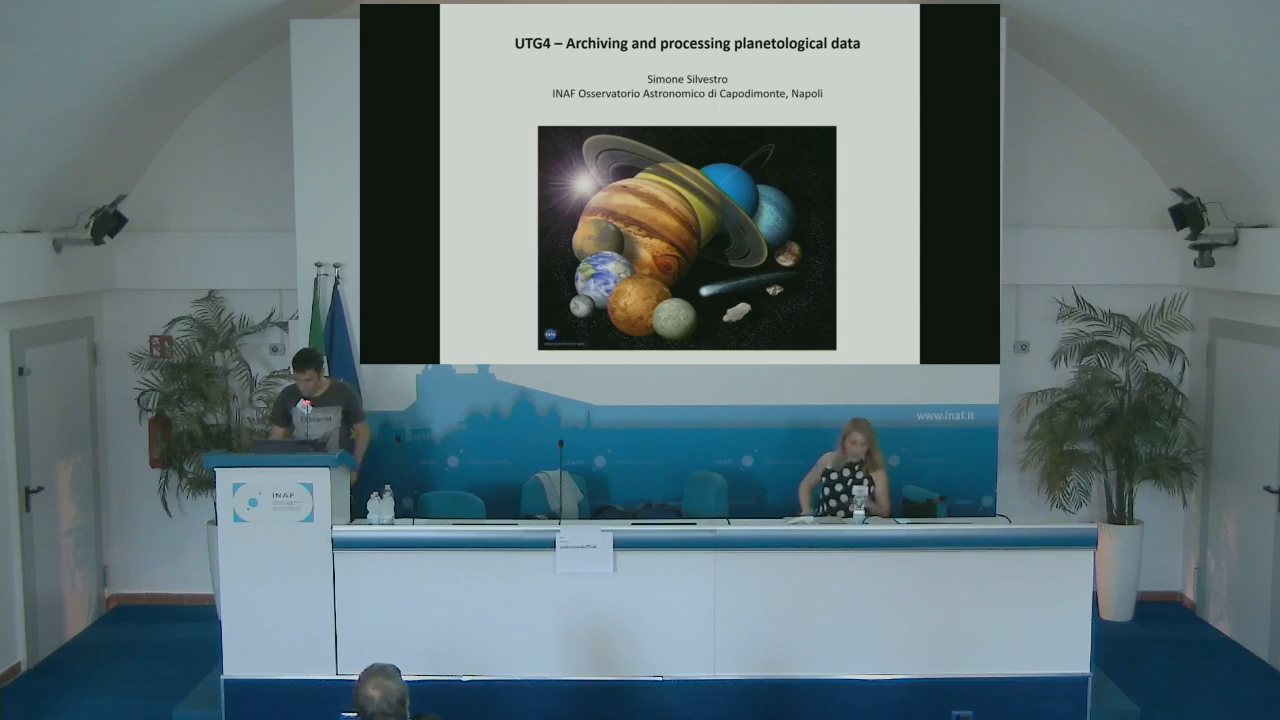 UTG4 – Archiving and processing planetological data
Simone Silvestro
INAF Osservatorio Astronomico di Capodimonte, Napoli
www.inaf.it
INAF